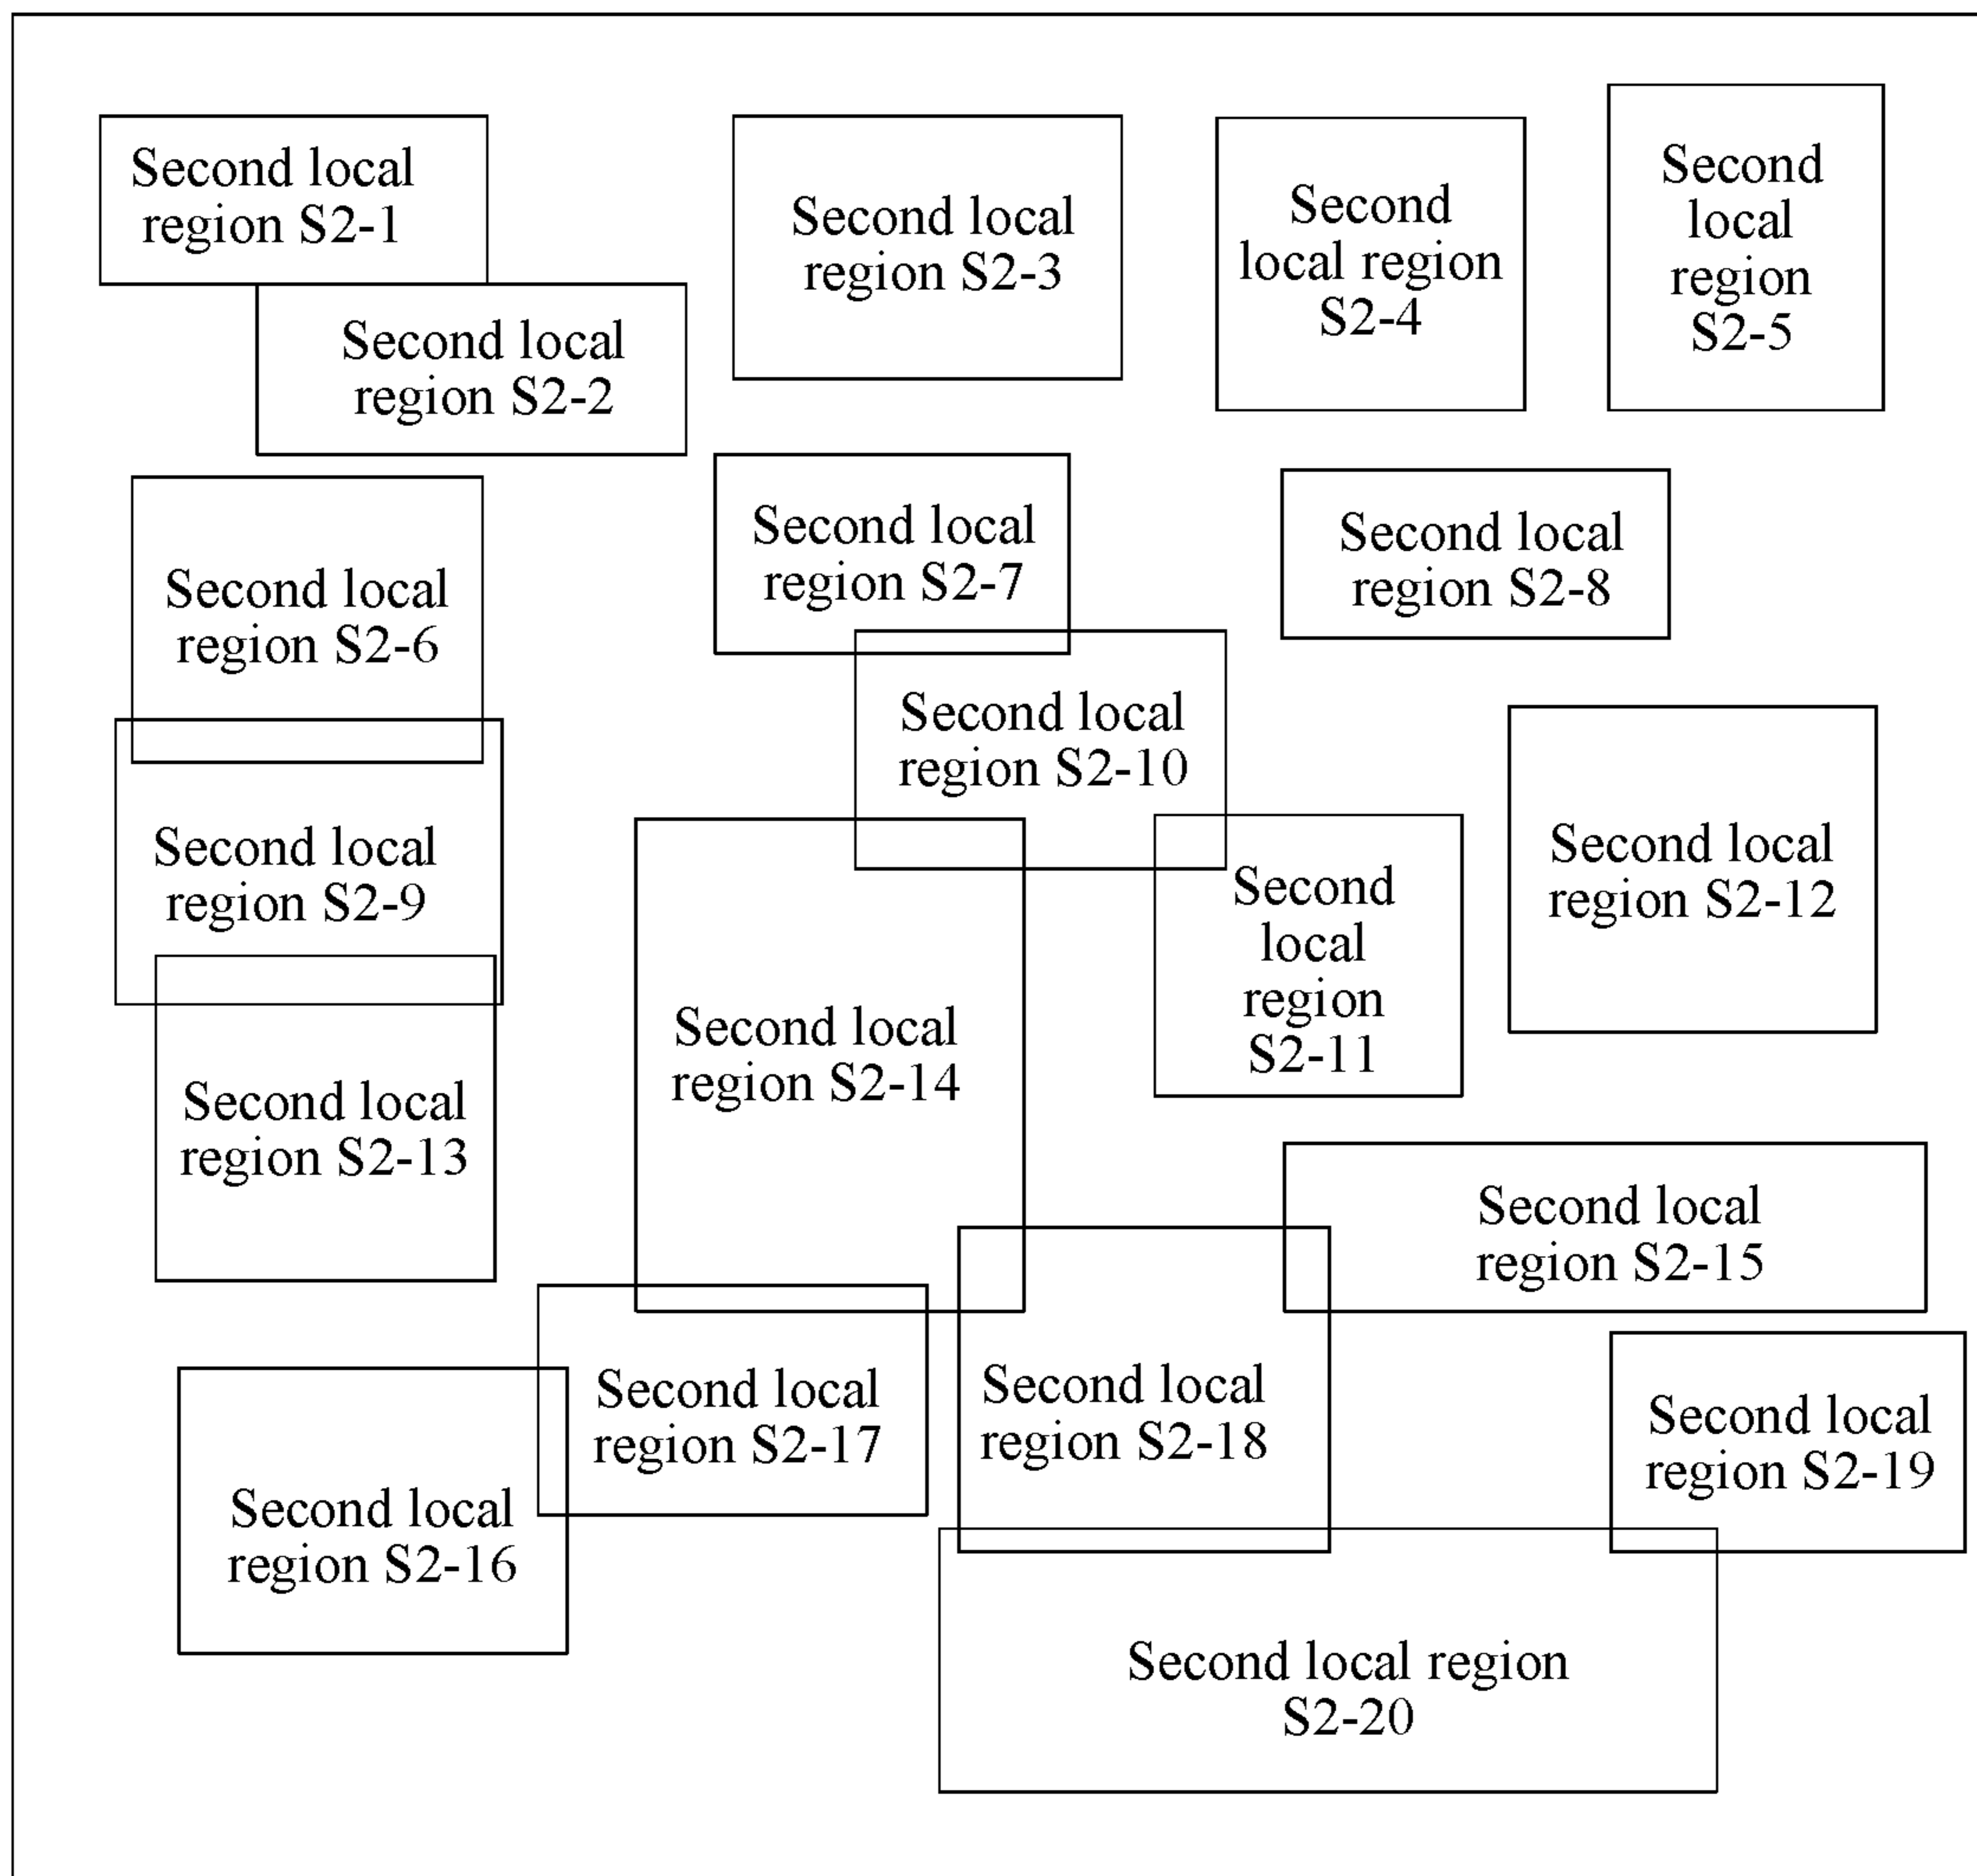 Second local
region S2-1
Second local
region S2-2
Second local
region S2-3
Second
local region
S2-4
Second
local
region
S2-5
Second local
region S2-6
Second local
region S2-7
Second local
region S2-8
Second local
region S2-9
Second local
region S2-10
Second
local
region
S2-11
Second local
region S2-12
Second local
region S2-13
Second local
region S2-14
Second local
region S2-15
Second local
region S2-16
Second local
region S2-17
Second local
region S2-18
Second local
region S2-19
Second local region
S2-20